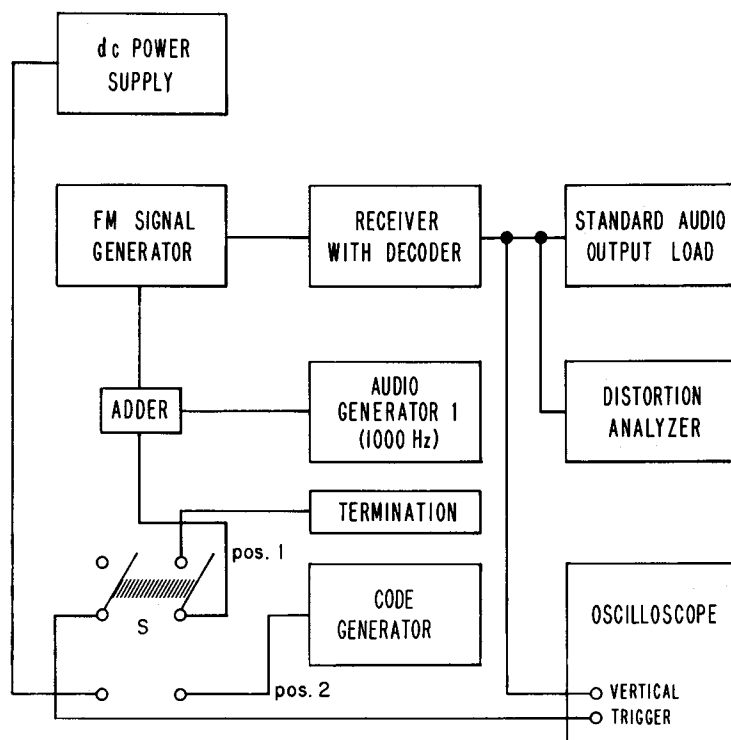 dc POWER
SUPPLY
FM SIGNAL
GENERATOR
RECEIVER
WITH DECODER
STANDARD AUDIO
OUTPUT LOAD
ADDER
AUDIO
GENERATOR 1
(1000 Hz)
DISTORTION
ANALYZER
TERMINATION
pos. 1
CODE
GENERATOR
OSCILLOSCOPE
S
pos. 2
VERTICAL
TRIGGER